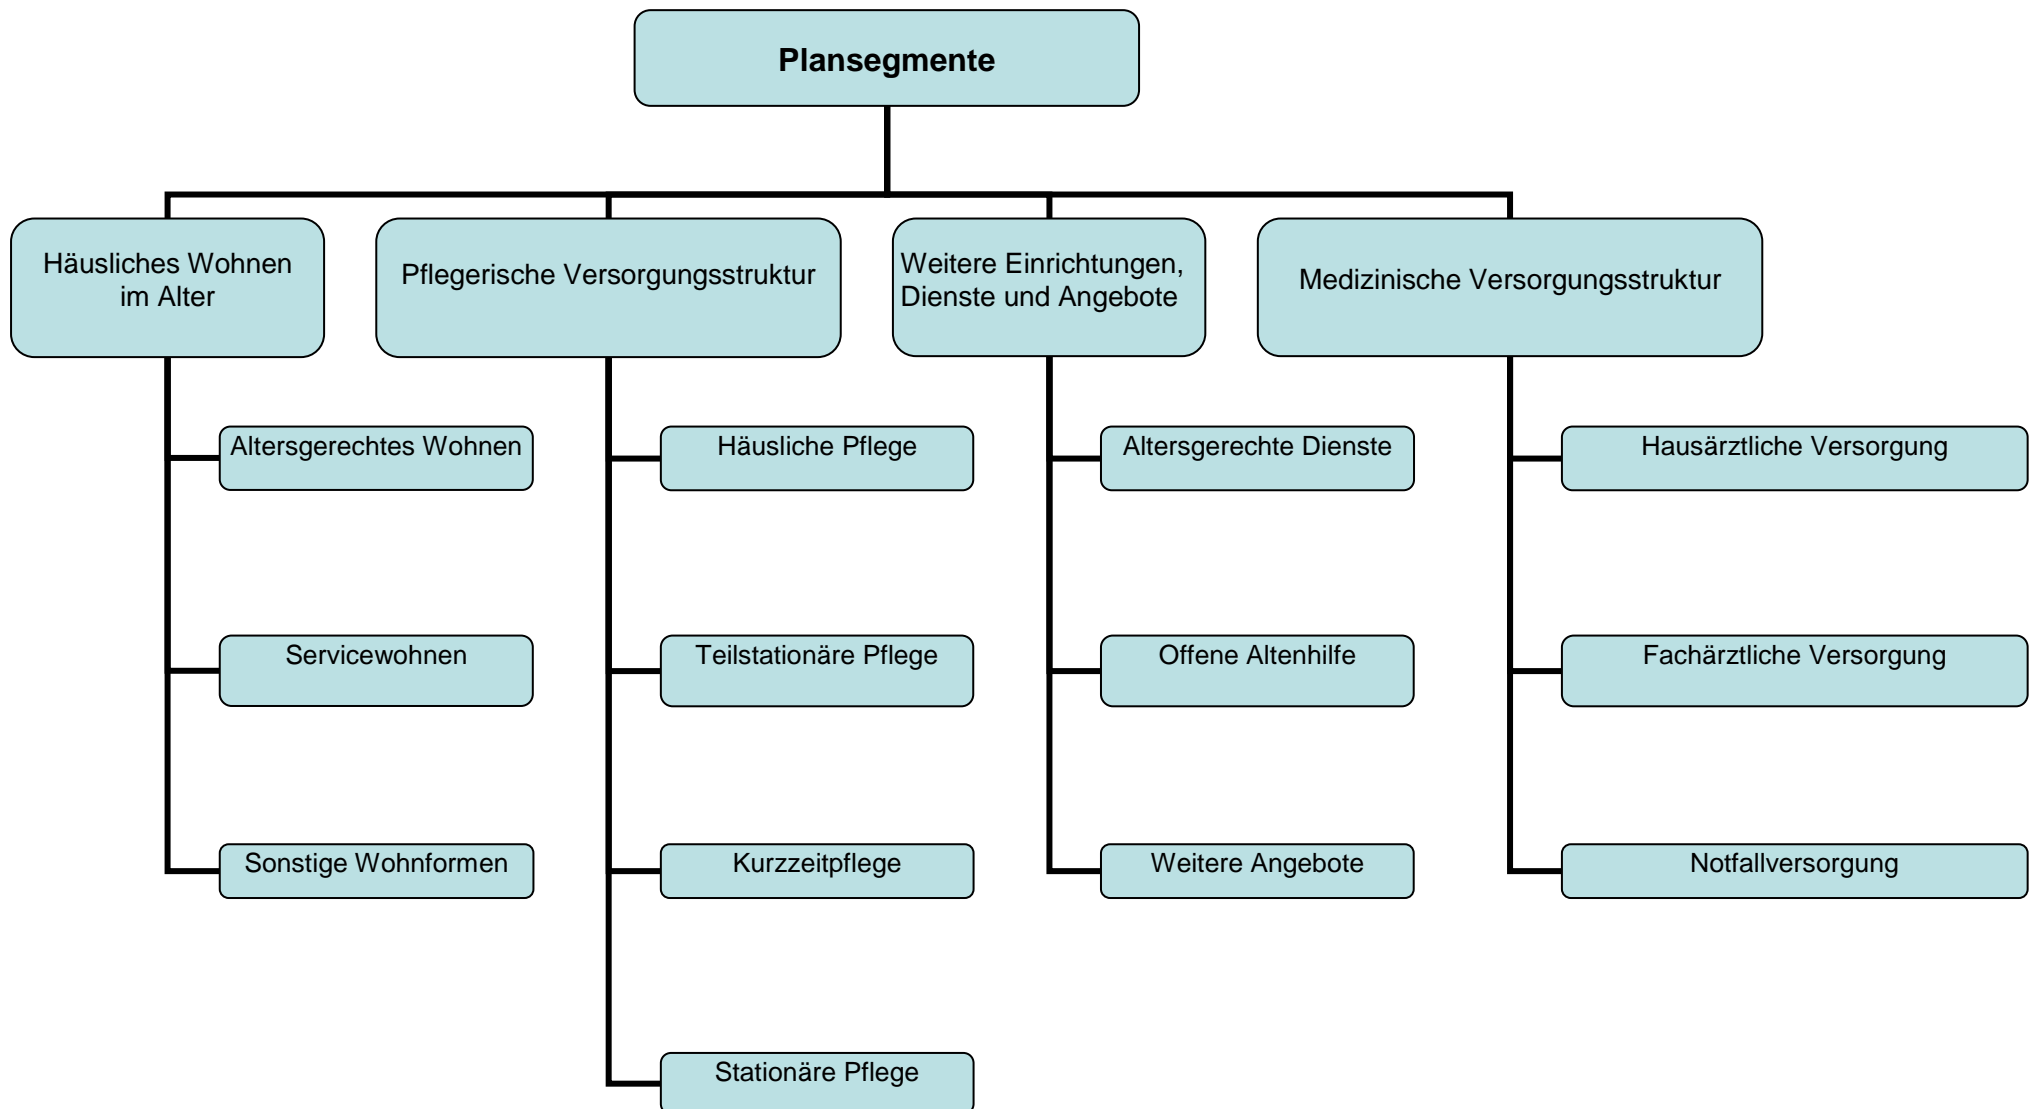 Plansegmente
Häusliches Wohnen
im Alter
Pflegerische Versorgungsstruktur
Weitere Einrichtungen,
Dienste und Angebote
Medizinische Versorgungsstruktur
Altersgerechtes Wohnen
Häusliche Pflege
Altersgerechte Dienste
Hausärztliche Versorgung
Servicewohnen
Teilstationäre Pflege
Offene Altenhilfe
Fachärztliche Versorgung
Sonstige Wohnformen
Kurzzeitpflege
Weitere Angebote
Notfallversorgung
Stationäre Pflege